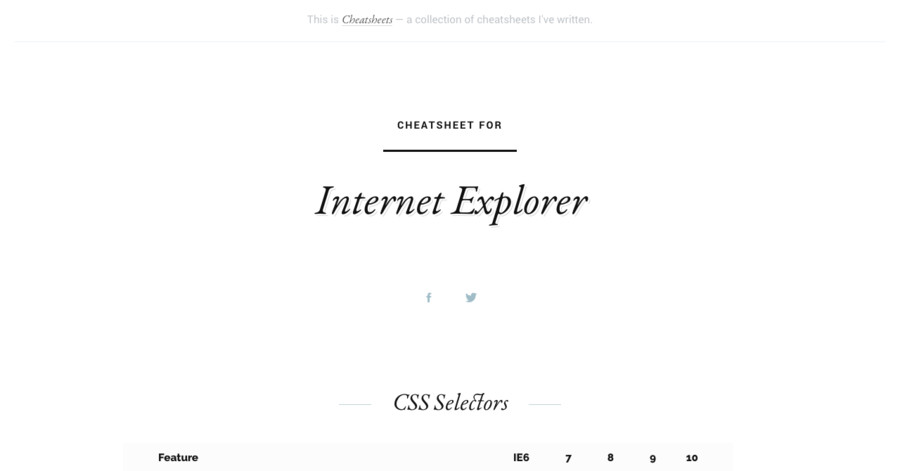 This is Cheatsheets — a collection of cheatsheets I've written.
CHEATSHEET FOR
Internet Explorer
CSS Selectors
Feature IE6 7 8 9 10